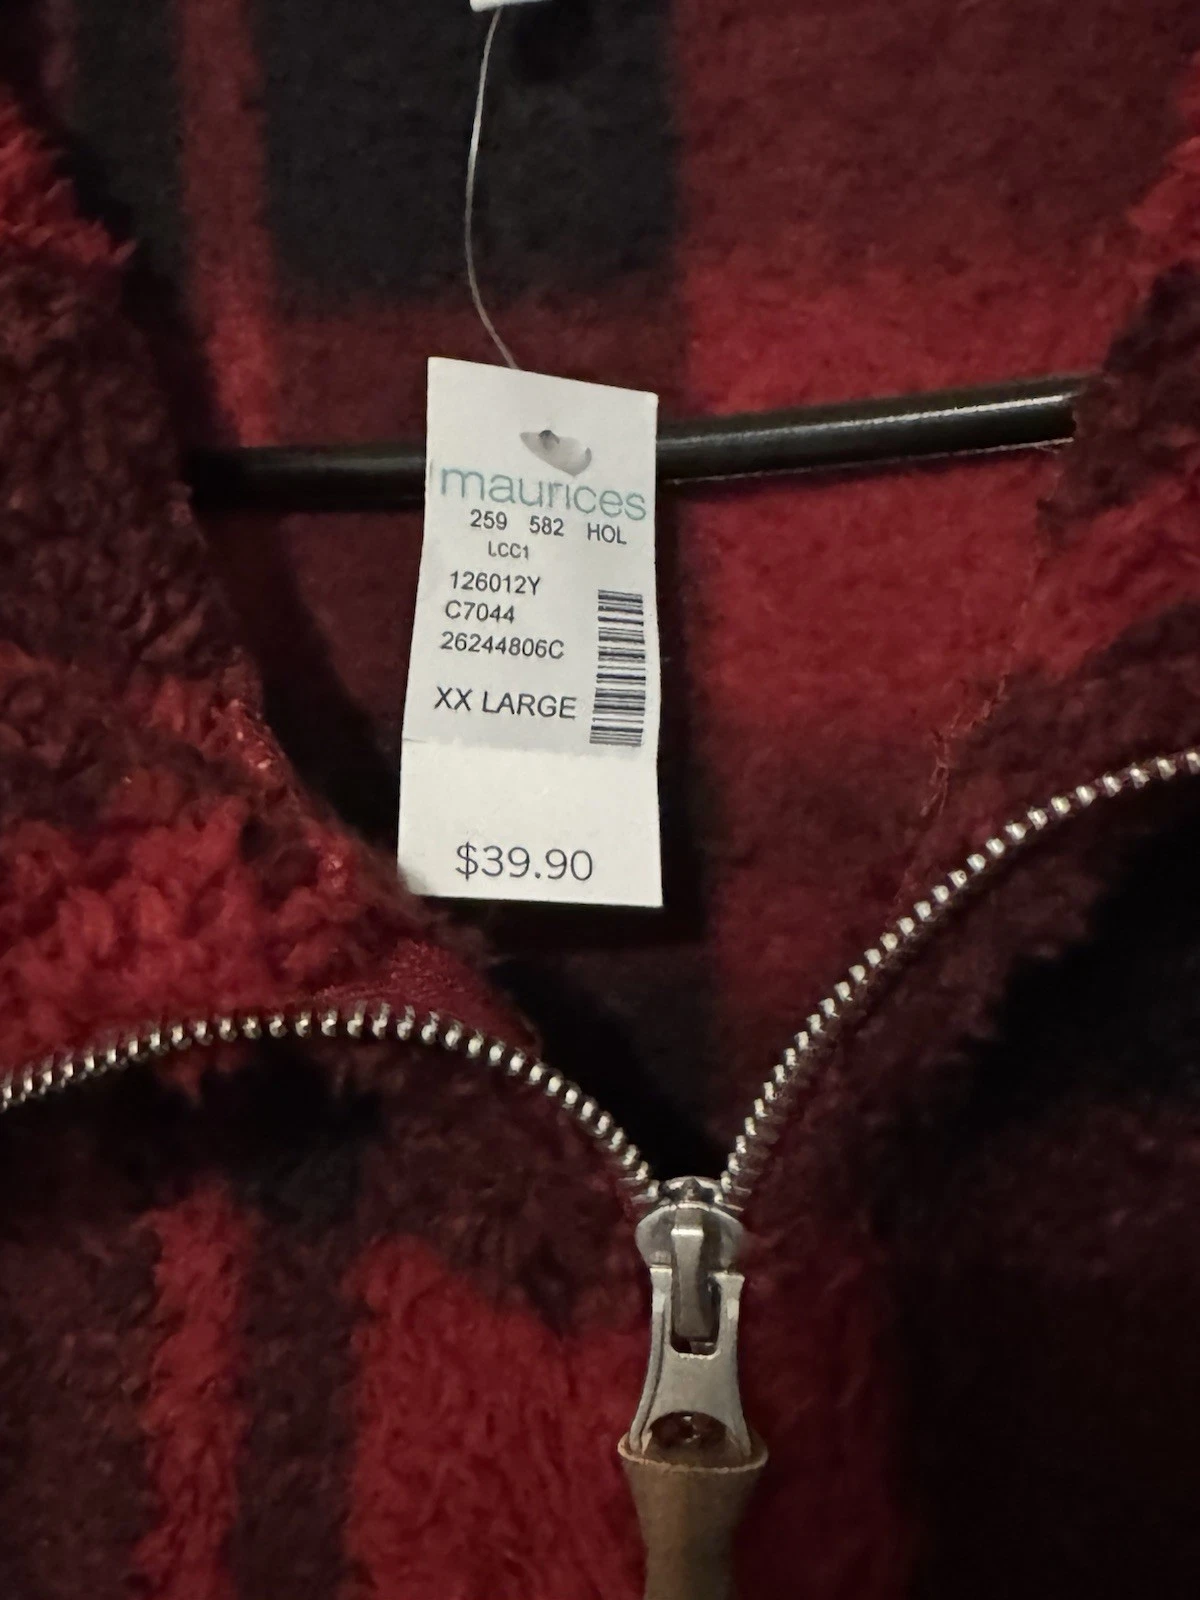 maurices
259 582 HOL
LCC1
126012Y
C7044
26244806C
XX LARGE
$39.90